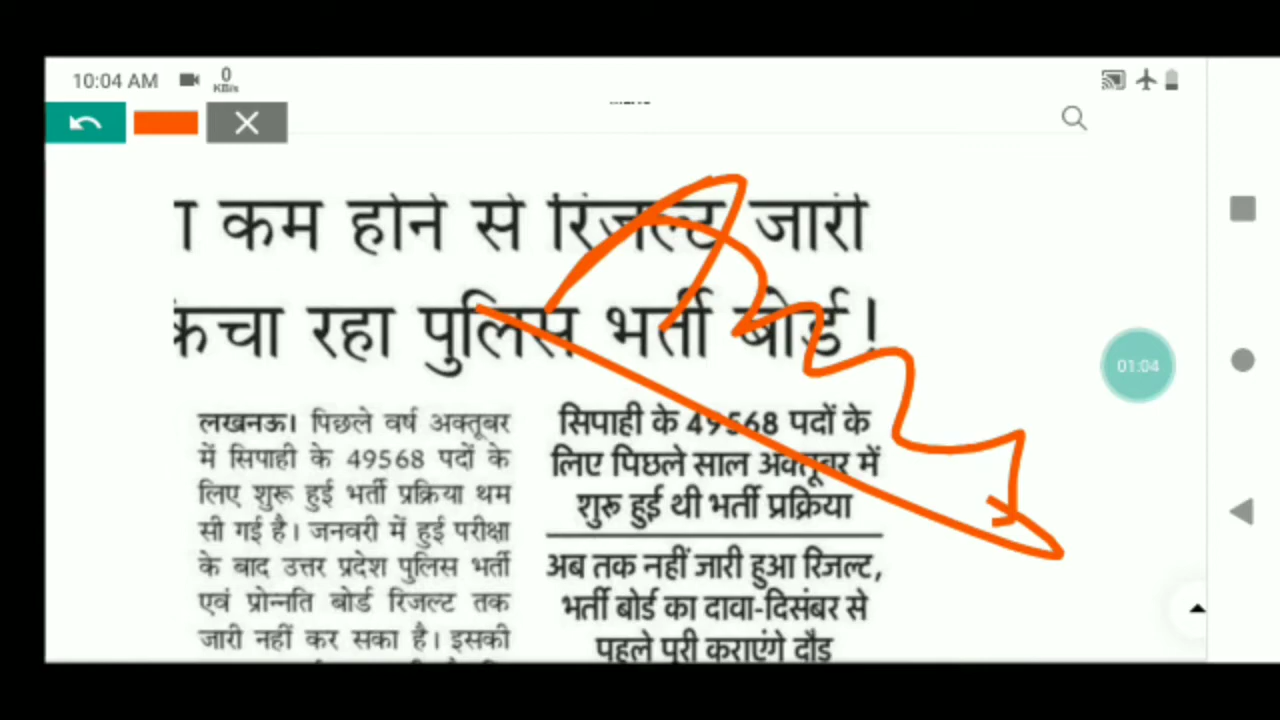 10:04 AM
0
KB/s
कम होने से रिजल्ट जारी
रहा पुलिस भर्ती बोर्ड!
01:04
लखनऊ। पिछले वर्ष अक्तूबर
में सिपाही के 49568 पदों के
लिए शुरू हुई भर्ती प्रक्रिया थम
सी गई है। जनवरी में हुई परीक्षा
के बाद उत्तर प्रदेश पुलिस भर्ती
एवं प्रोन्नति बोर्ड रिजल्ट तक
जारी नहीं कर सका है। इसकी
सिपाही के 49568 पदों के
लिए पिछले साल अक्तूबर में
शुरू हुई थी भर्ती प्रक्रिया
अब तक नहीं जारी हुआ रिजल्ट,
भर्ती बोर्ड का दावा-दिसंबर से
पहले पूरी कराएंगे दौड़